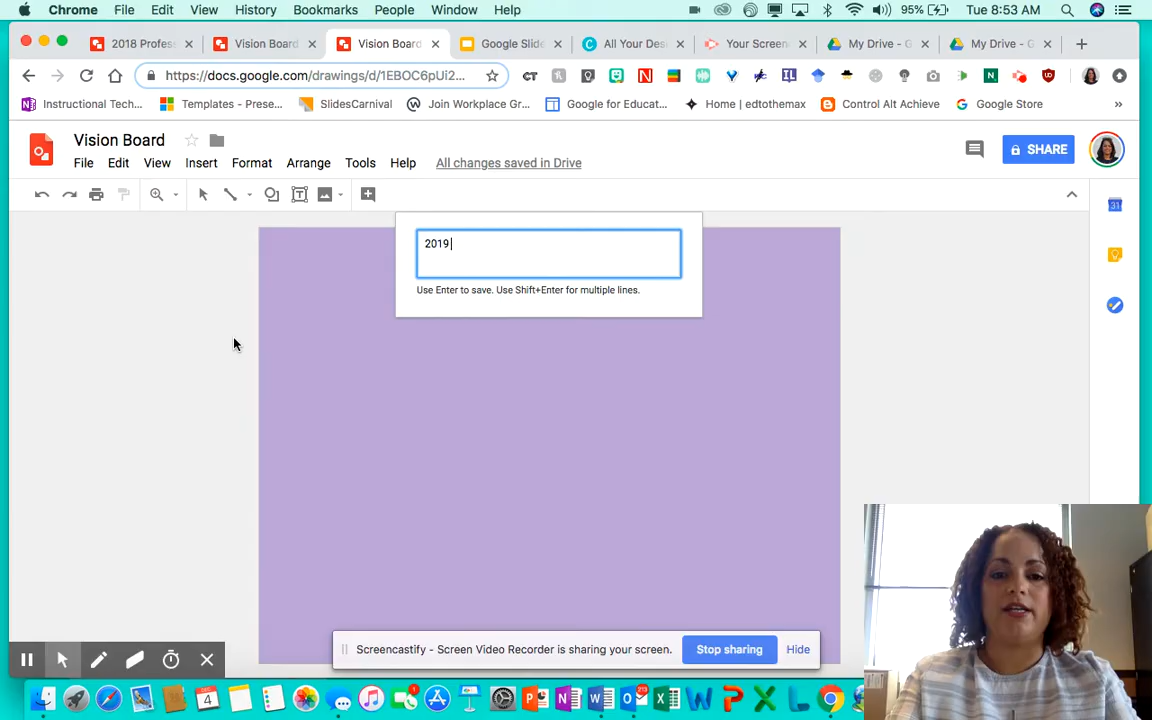 Chrome File Edit View History Bookmarks People Window Help 95% Tue 8:53 AM
2018 Profess Vision Board Vision Board Google Slide All Your Des Your Screen My Drive - G My Drive - G
https://docs.google.com/drawings/d/1EBOC6pUi2...
Instructional Tech... Templates - Prese... SlidesCarnival Join Workplace Gr... Google for Educat... Home | edtothemax Control Alt Achieve Google Store »
Vision Board
SHARE
File Edit View Insert Format Arrange Tools Help All changes saved in Drive
2019
Use Enter to save. Use Shift+Enter for multiple lines.
Screencastify - Screen Video Recorder is sharing your screen. Stop sharing Hide